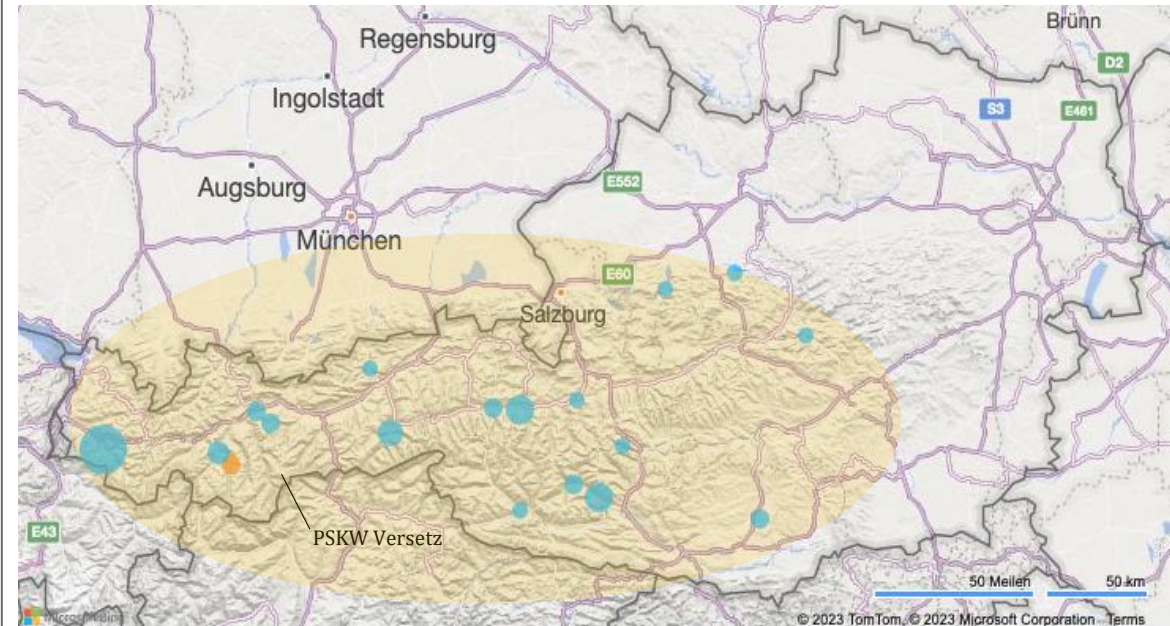 Brünn
Regensburg
D2
Ingolstadt
S3
E461
E552
Augsburg
München
E60
Salzburg
E43
PSKW Versetz
50 Meilen
50 km
© 2023 TomTom, © 2023 Microsoft Corporation Terms